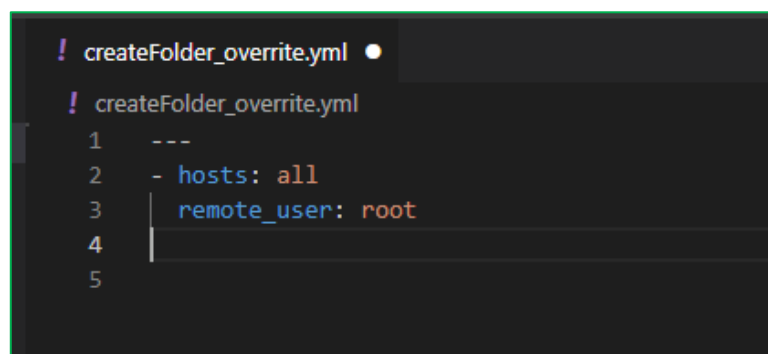 ! createFolder_overrite.yml ●
! createFolder_overrite.yml
1 ---
2 - hosts: all
3 remote_user: root
4
5